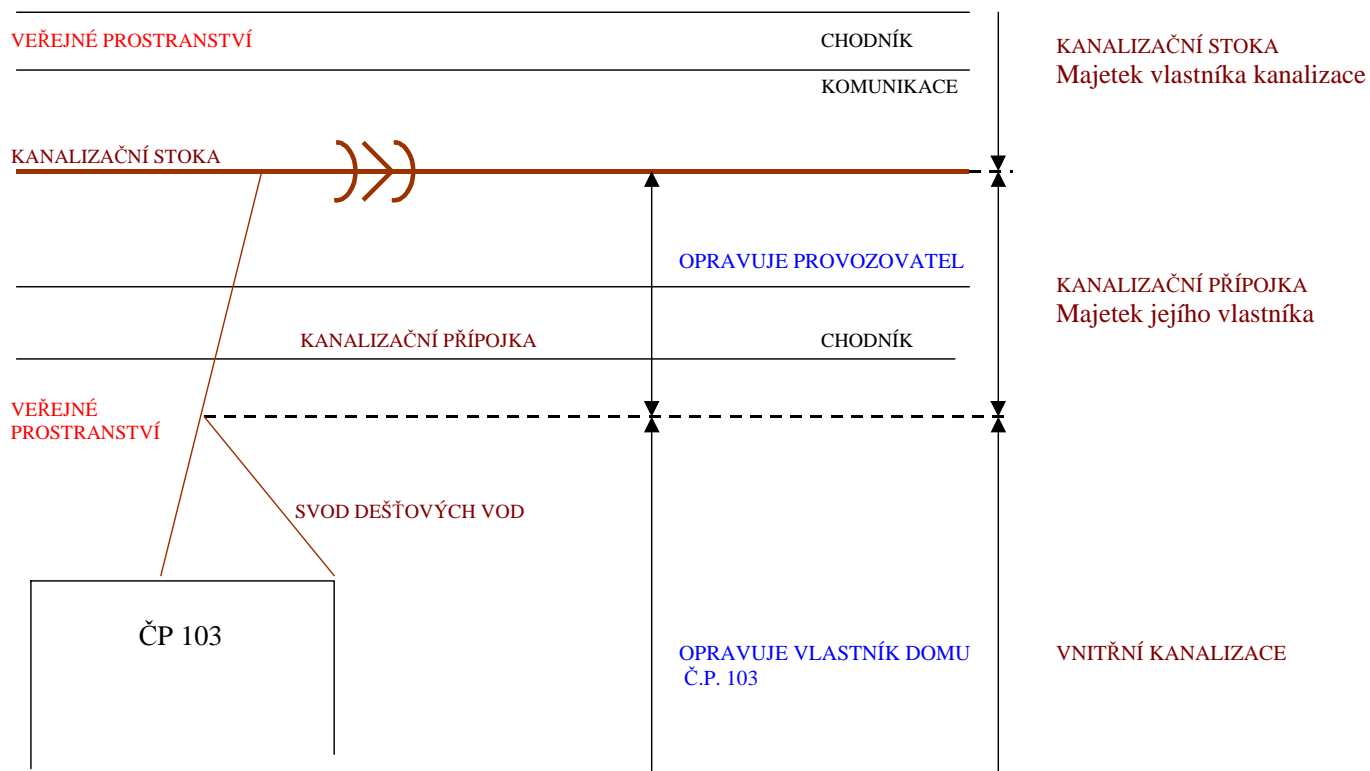 VEŘEJNÉ PROSTRANSTVÍ
CHODNÍK
KANALIZAČNÍ STOKA
Majetek vlastníka kanalizace
KOMUNIKACE
KANALIZAČNÍ STOKA
OPRAVUJE PROVOZOVATEL
KANALIZAČNÍ PŘÍPOJKA
Majetek jejího vlastníka
KANALIZAČNÍ PŘÍPOJKA
CHODNÍK
VEŘEJNÉ
PROSTRANSTVÍ
SVOD DEŠŤOVÝCH VOD
ČP 103
OPRAVUJE VLASTNÍK DOMU
Č.P. 103
VNITŘNÍ KANALIZACE